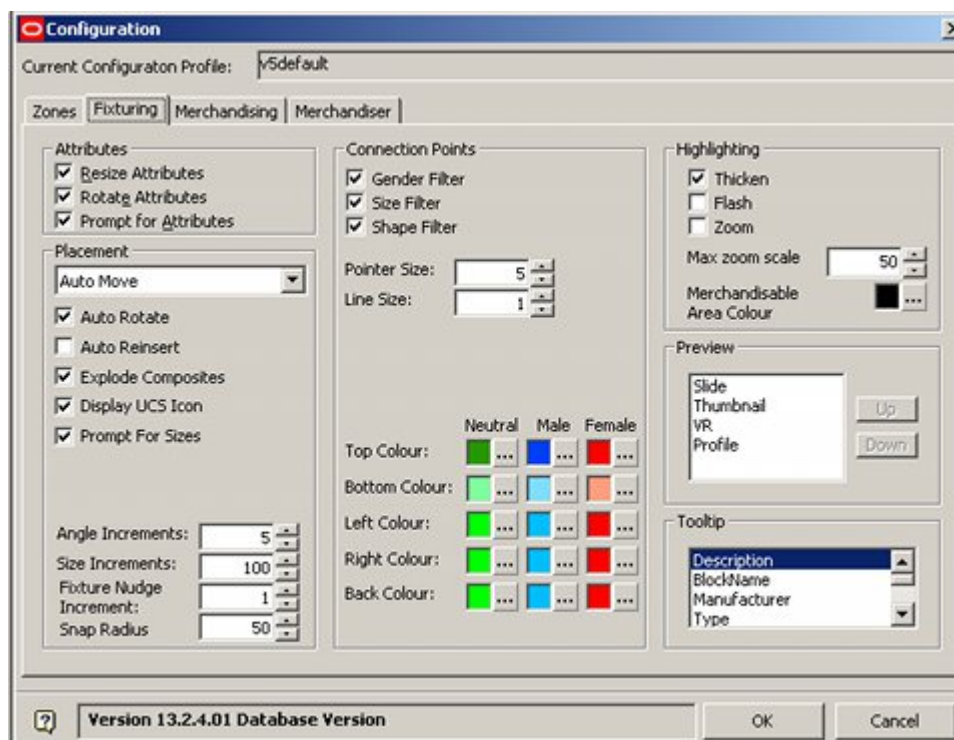 Configuration
Current Configuraton Profile: v5default
Zones Fixturing Merchandising Merchandiser
Attributes
Resize Attributes
Rotate Attributes
Prompt for Attributes
Placement
Auto Move
Auto Rotate
Auto Reinsert
Explode Composites
Display UCS Icon
Prompt For Sizes
Angle Increments: 5
Size Increments: 100
Fixture Nudge
Increment: 1
Snap Radius 50
Connection Points
Gender Filter
Size Filter
Shape Filter
Pointer Size: 5
Line Size: 1
Neutral Male Female
Top Colour: ... ... ...
Bottom Colour: ... ... ...
Left Colour: ... ... ...
Right Colour: ... ... ...
Back Colour: ... ... ...
Highlighting
Thicken
Flash
Zoom
Max zoom scale 50
Merchandisable
Area Colour ...
Preview
Slide
Thumbnail
VR
Profile
Up
Down
Tooltip
Description
BlockName
Manufacturer
Type
Version 13.2.4.01 Database Version
OK Cancel